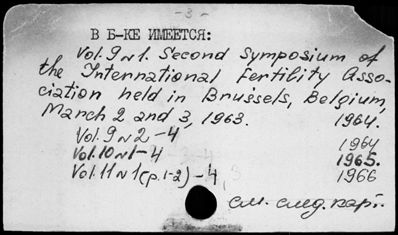 - 3 -
В Б-КЕ ИМЕЕТСЯ:
Vol. 9 N 1. Second Symposium of
the International Fertility Asso-
ciation held in Brussels, Belgium,
March 2 and 3, 1963. 1964.
Vol. 9 N 2 - 4 1964
Vol. 10 N 1 - 4 1965.
Vol. 11 N 1 (p. 1-2) - 4, 1966
см. след. карт.